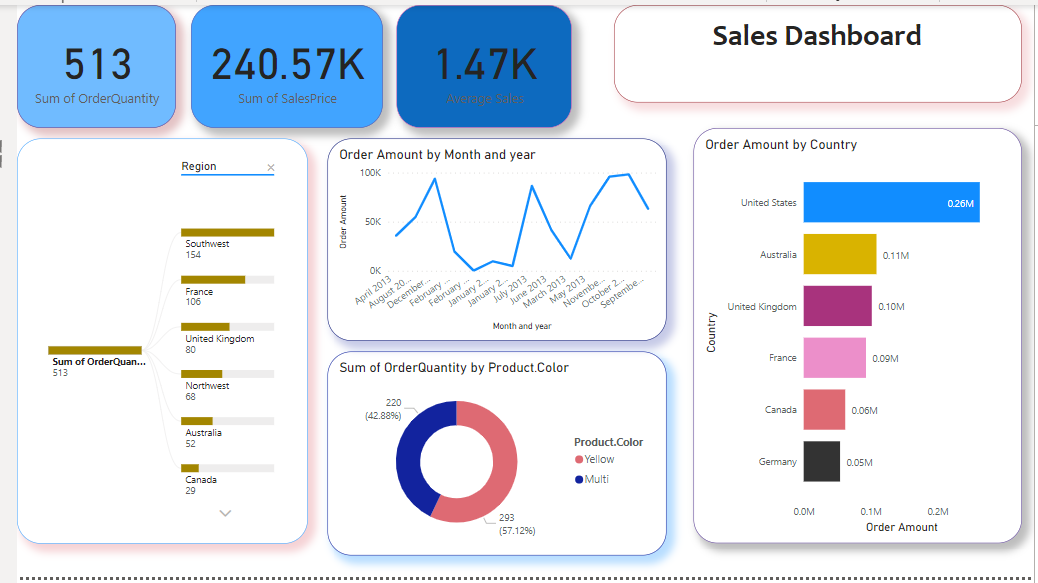 513
Sum of OrderQuantity
240.57K
Sum of SalesPrice
1.47K
Average Sales
Sales Dashboard
Region
Southwest
154
France
106
United Kingdom
80
Northwest
68
Australia
52
Canada
29
Sum of OrderQuan...
513
Order Amount by Month and year
100K
50K
0K
Order Amount
April 2013
August 20...
December...
February ...
February ...
January 2...
January 2...
July 2013
June 2013
March 2013
May 2013
Novembe...
October 2...
Septembe...
Month and year
Sum of OrderQuantity by Product.Color
220
(42.88%)
293
(57.12%)
Product.Color
Yellow
Multi
Order Amount by Country
Country
United States
0.26M
Australia
0.11M
United Kingdom
0.10M
France
0.09M
Canada
0.06M
Germany
0.05M
0.0M
0.1M
0.2M
Order Amount